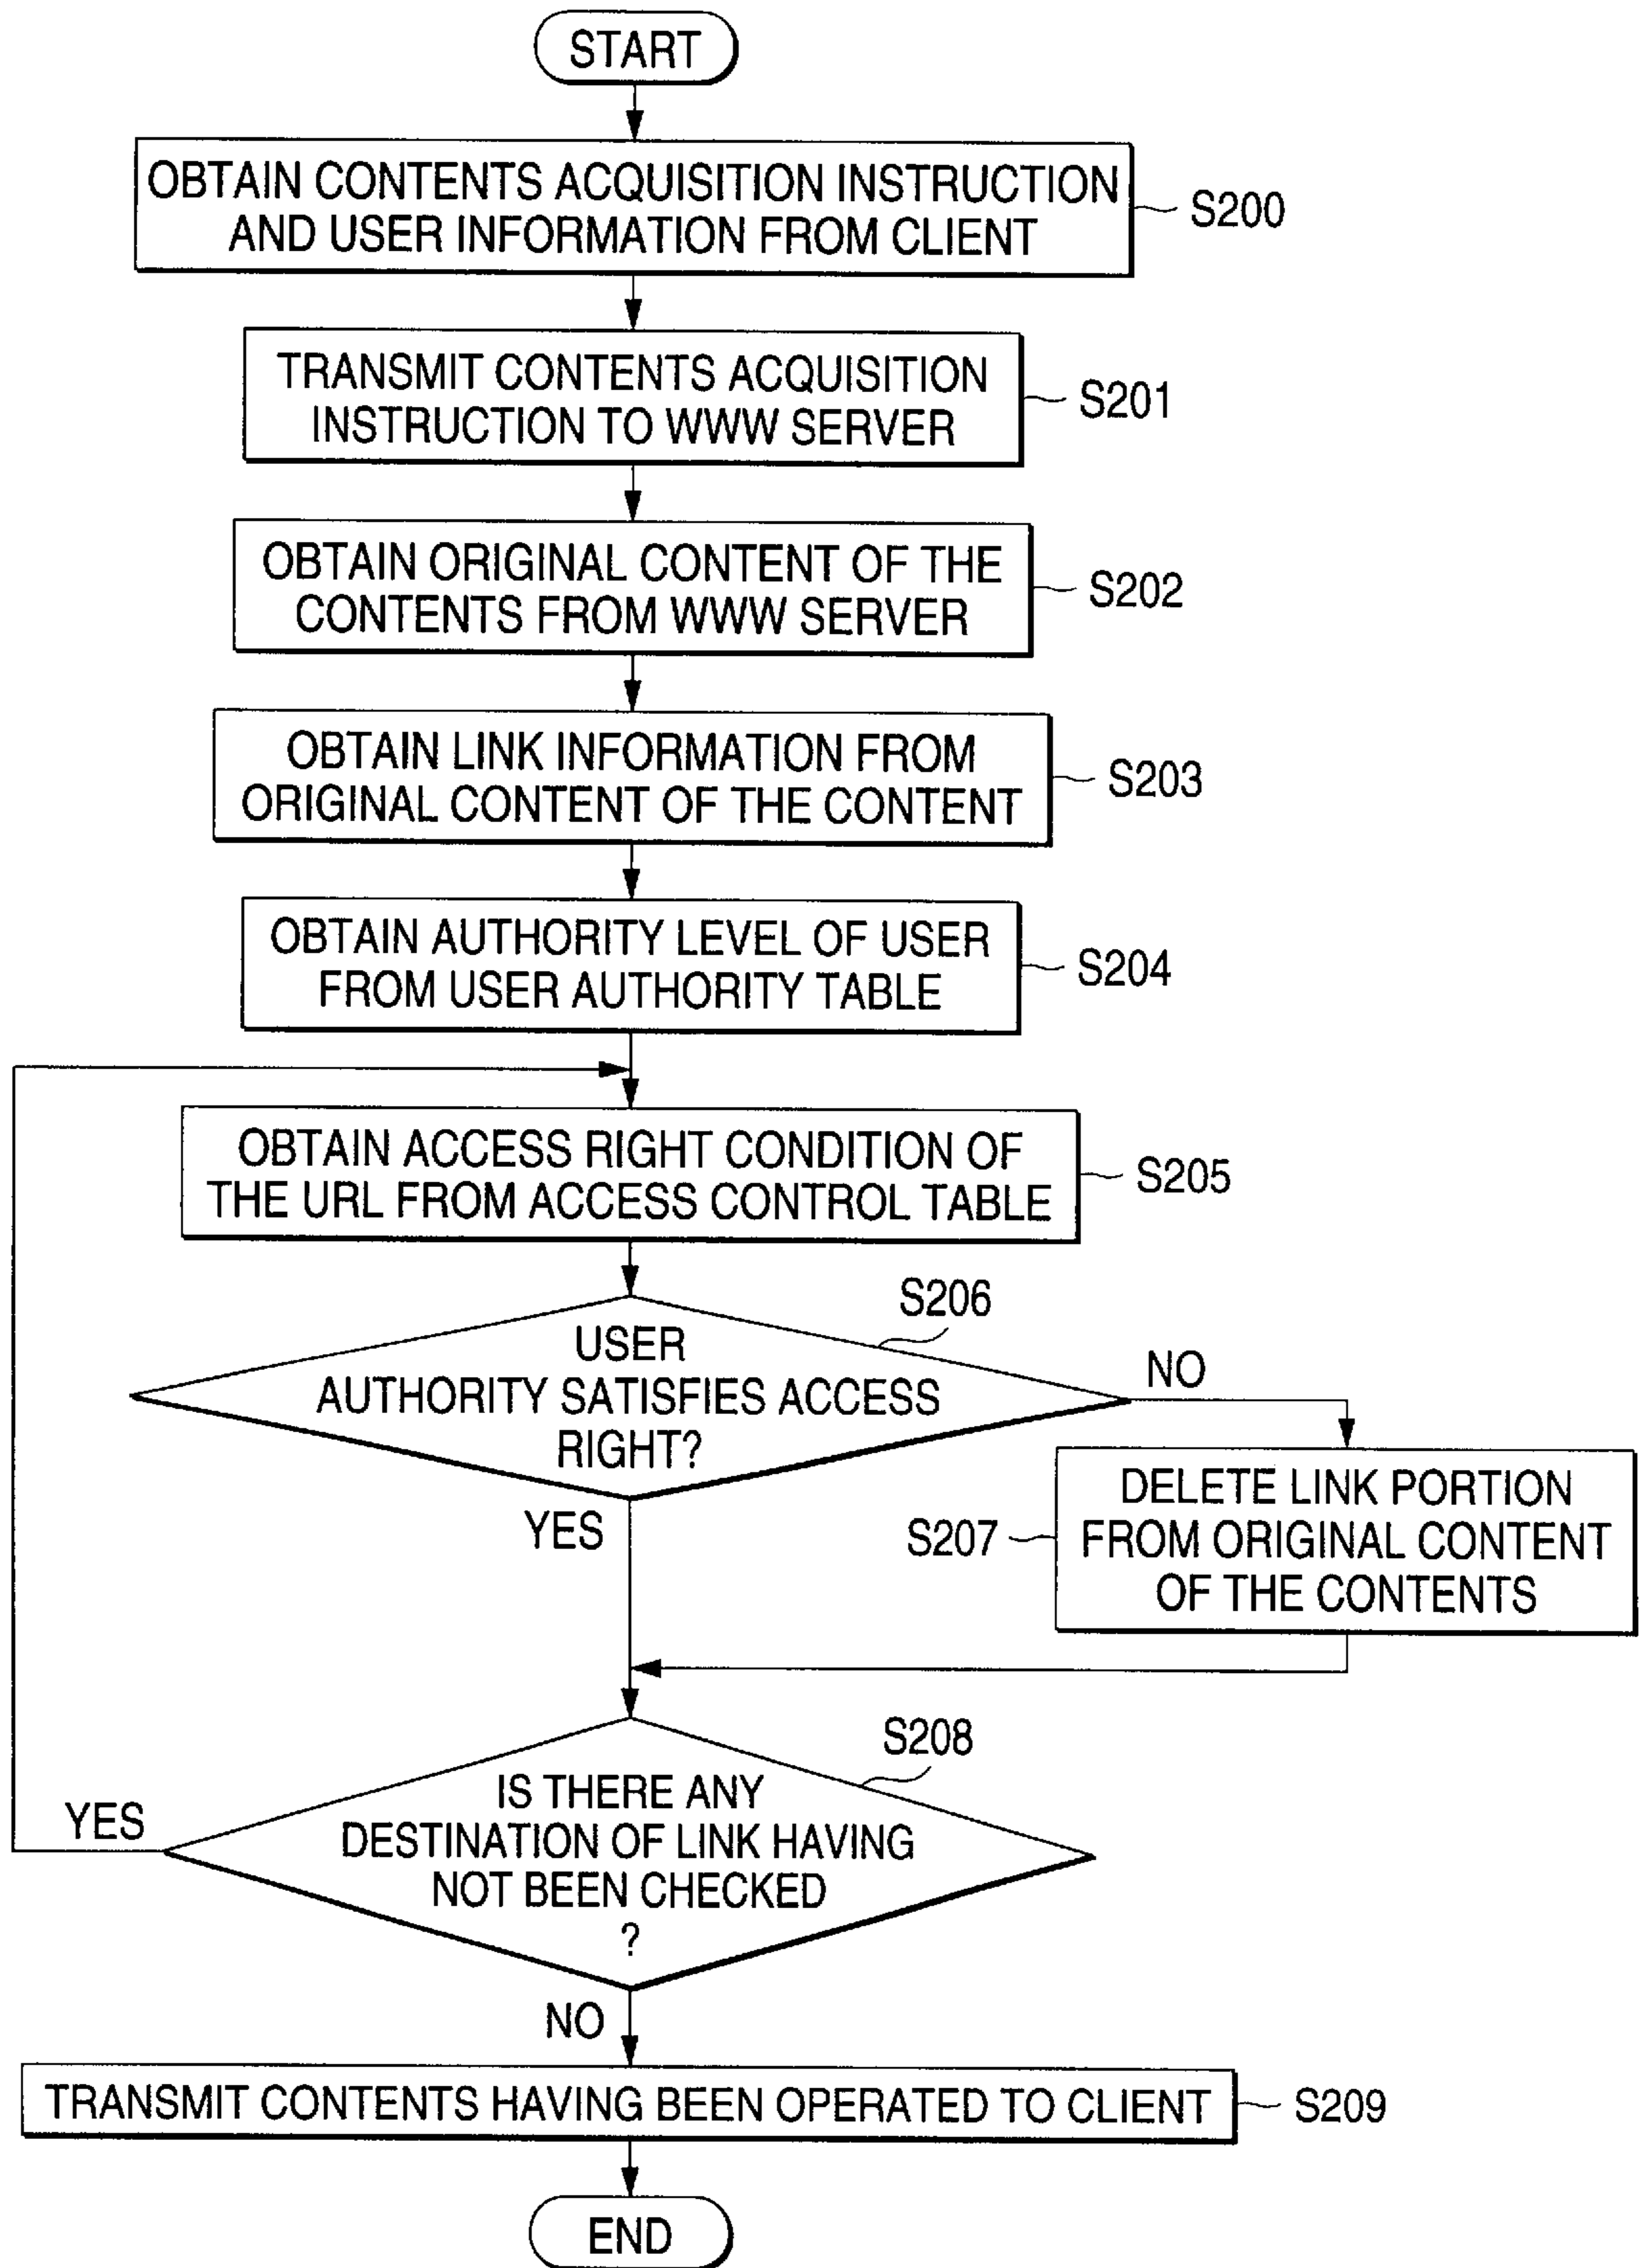 START
OBTAIN CONTENTS ACQUISITION INSTRUCTION
AND USER INFORMATION FROM CLIENT
S200
TRANSMIT CONTENTS ACQUISITION
INSTRUCTION TO WWW SERVER
S201
OBTAIN ORIGINAL CONTENT OF THE
CONTENTS FROM WWW SERVER
S202
OBTAIN LINK INFORMATION FROM
ORIGINAL CONTENT OF THE CONTENT
S203
OBTAIN AUTHORITY LEVEL OF USER
FROM USER AUTHORITY TABLE
S204
OBTAIN ACCESS RIGHT CONDITION OF
THE URL FROM ACCESS CONTROL TABLE
S205
S206
USER
AUTHORITY SATISFIES ACCESS
RIGHT?
NO
YES
DELETE LINK PORTION
FROM ORIGINAL CONTENT
OF THE CONTENTS
S207
S208
IS THERE ANY
DESTINATION OF LINK HAVING
NOT BEEN CHECKED
?
YES
NO
TRANSMIT CONTENTS HAVING BEEN OPERATED TO CLIENT
S209
END